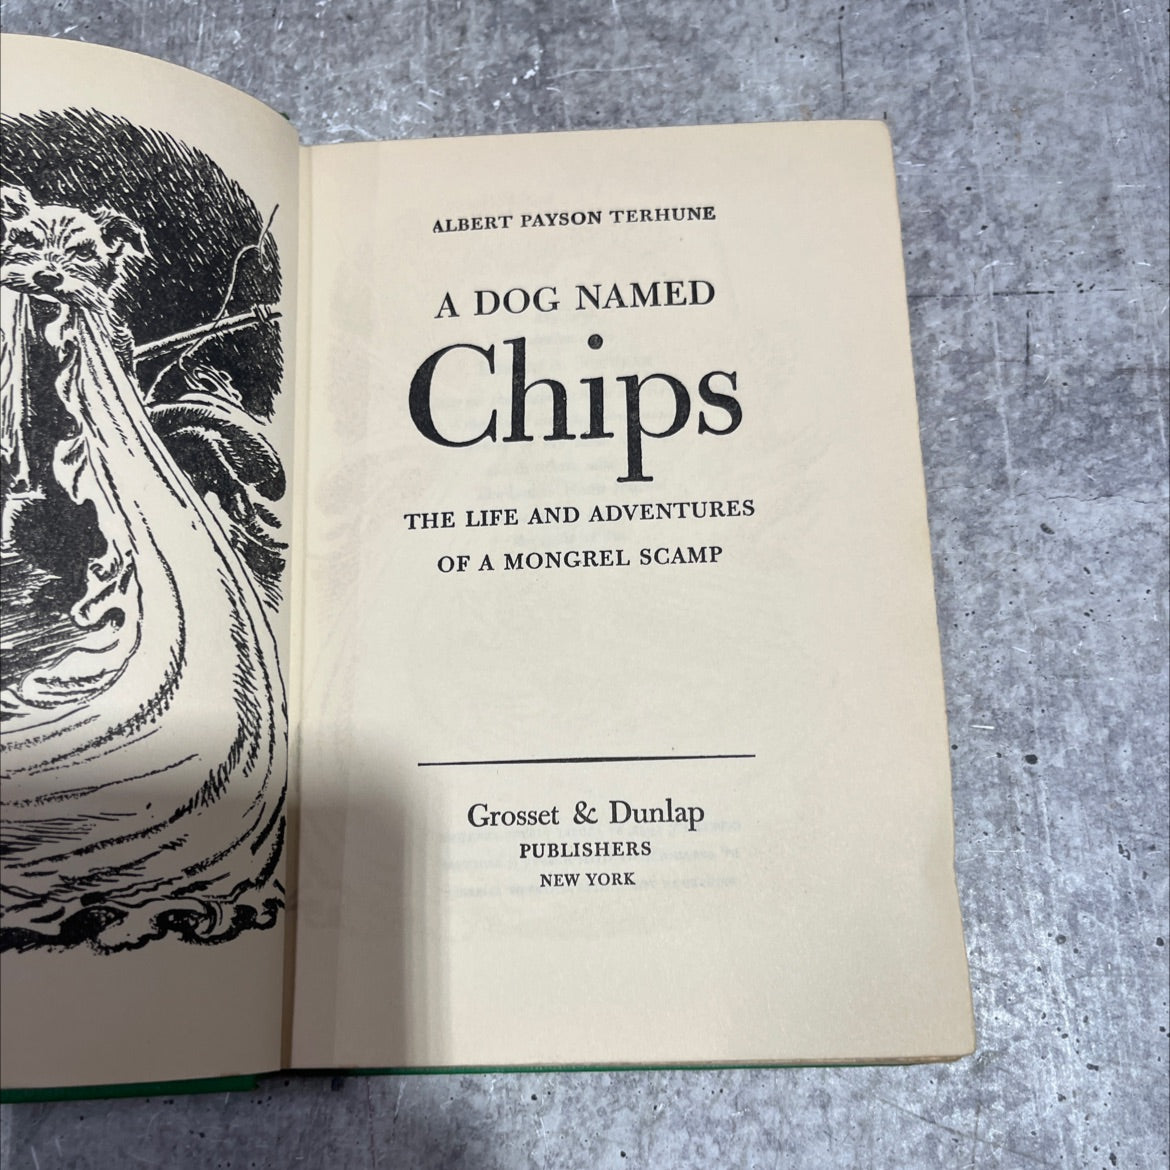 ALBERT PAYSON TERHUNE
A DOG NAMED
Chips
THE LIFE AND ADVENTURES
OF A MONGREL SCAMP
Grosset & Dunlap
PUBLISHERS
NEW YORK